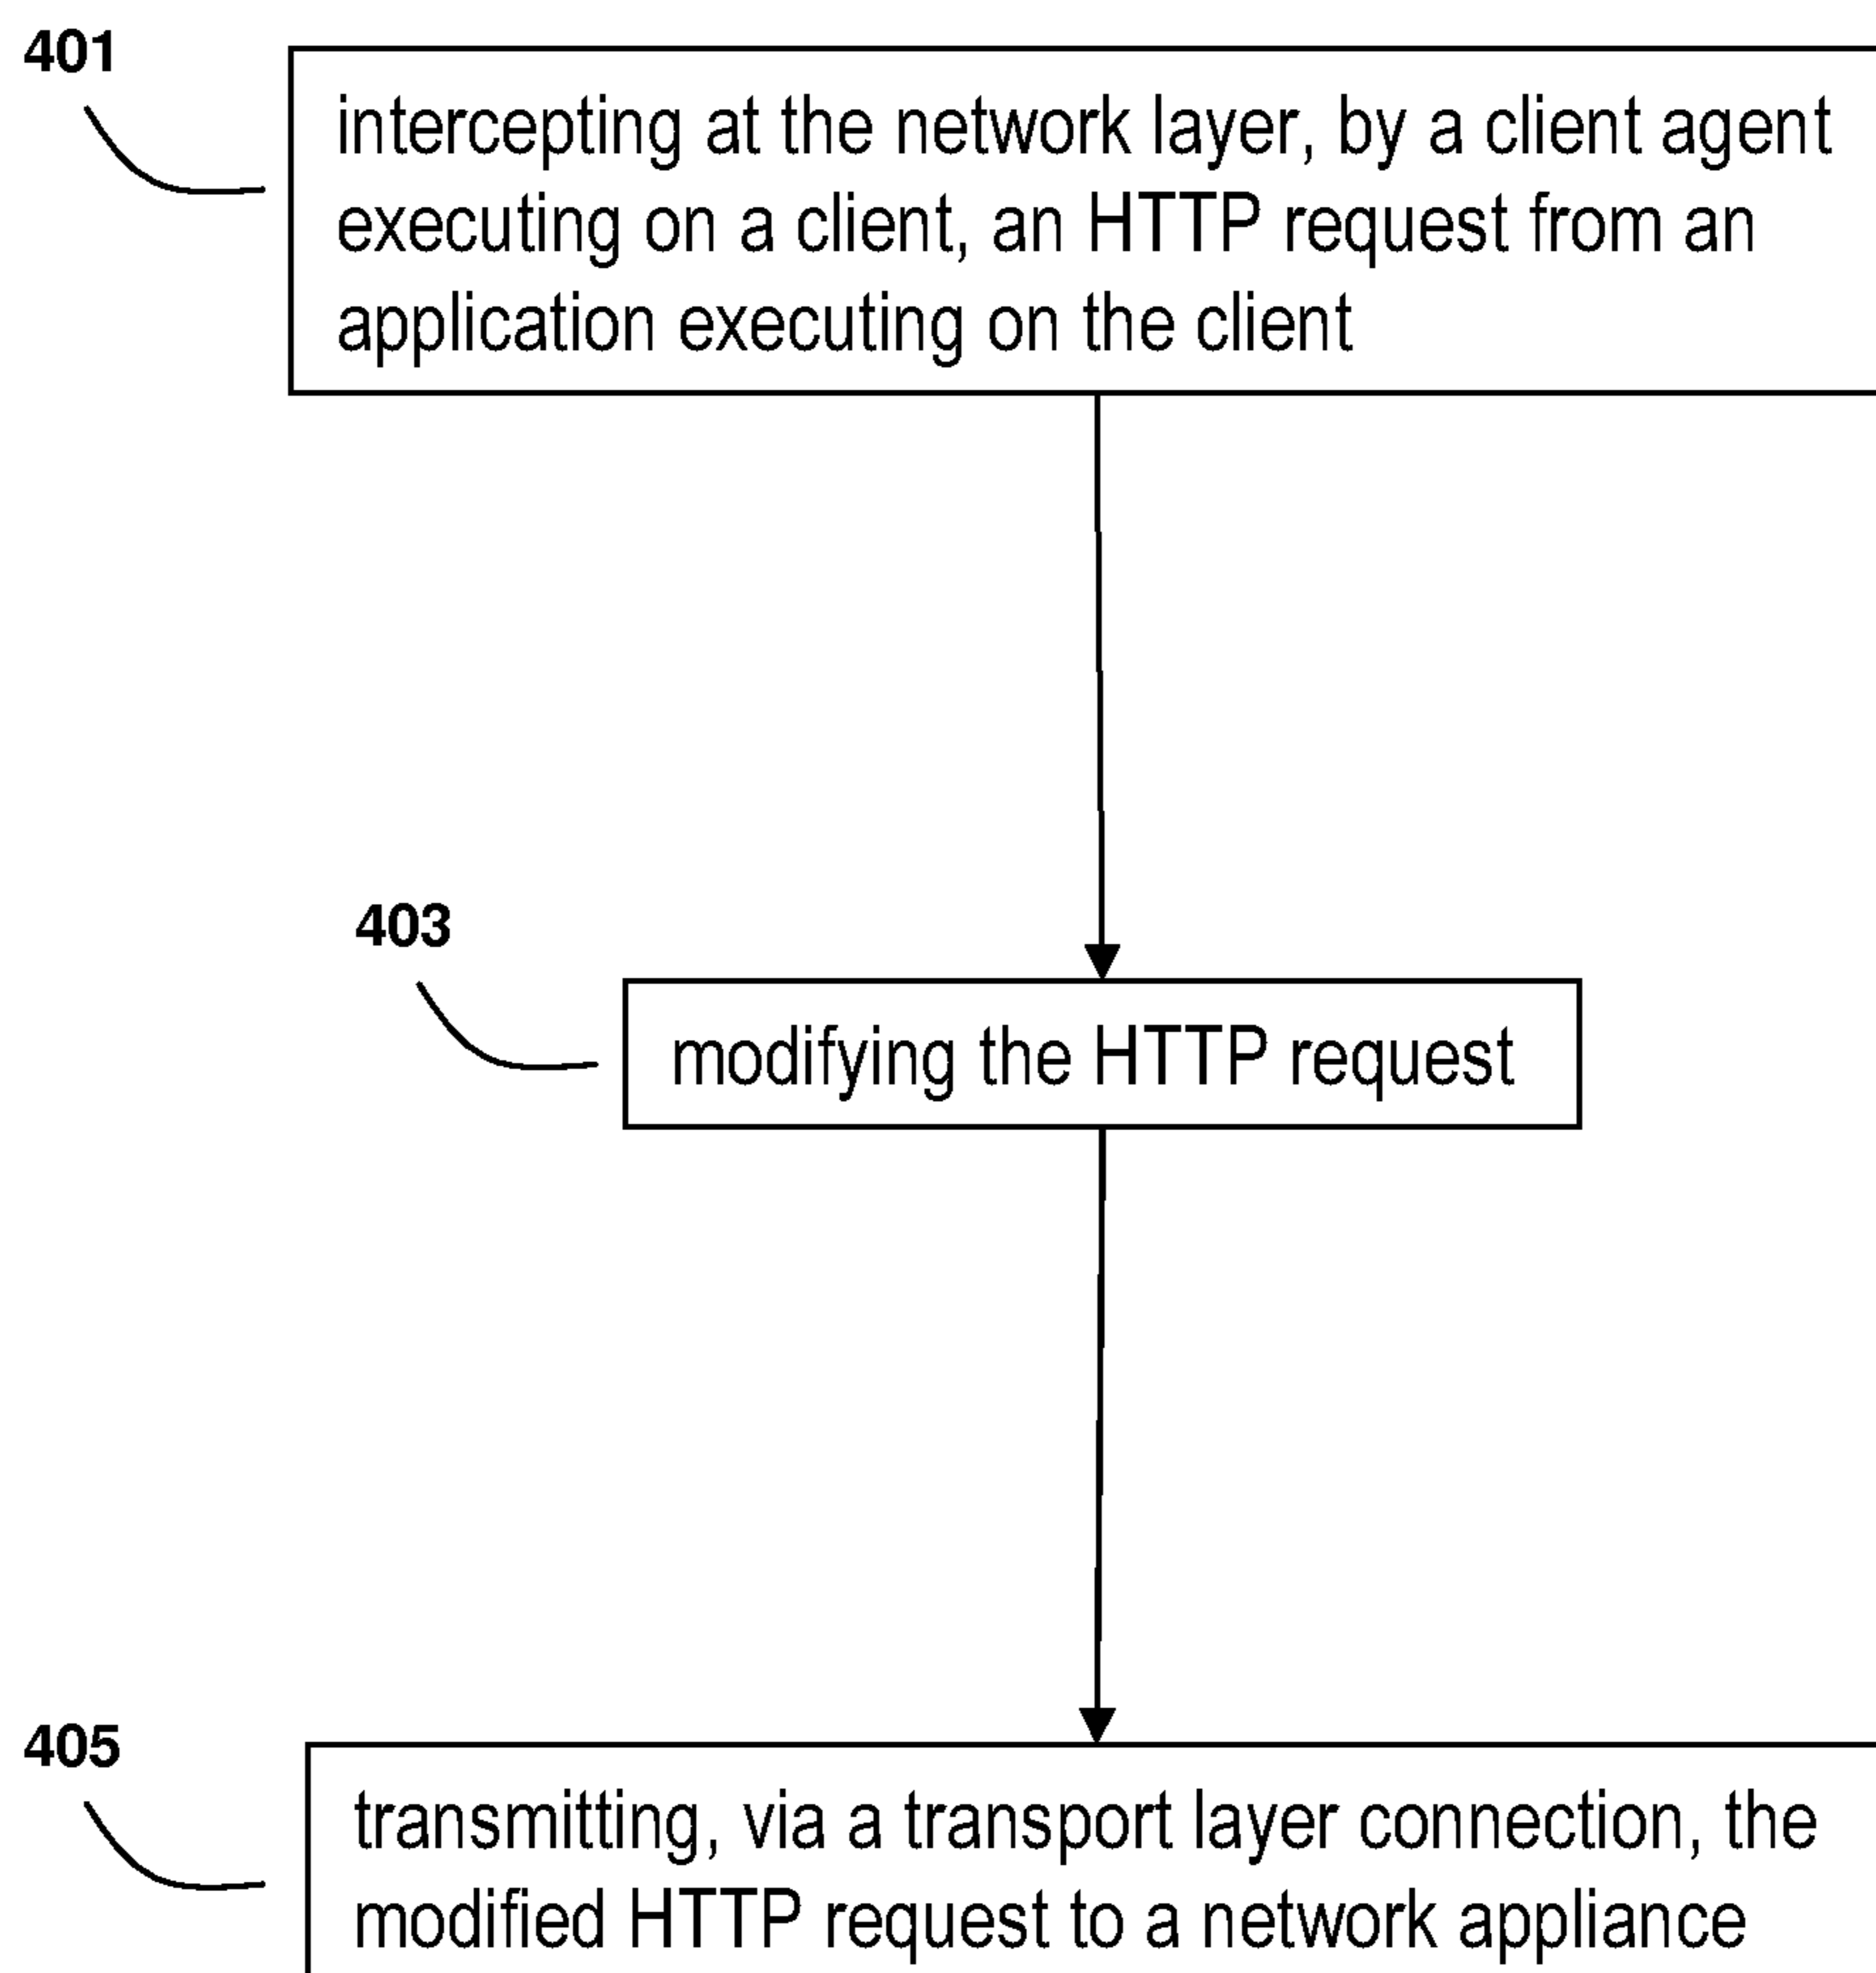 401
intercepting at the network layer, by a client agent
executing on a client, an HTTP request from an
application executing on the client
403
modifying the HTTP request
405
transmitting, via a transport layer connection, the
modified HTTP request to a network appliance